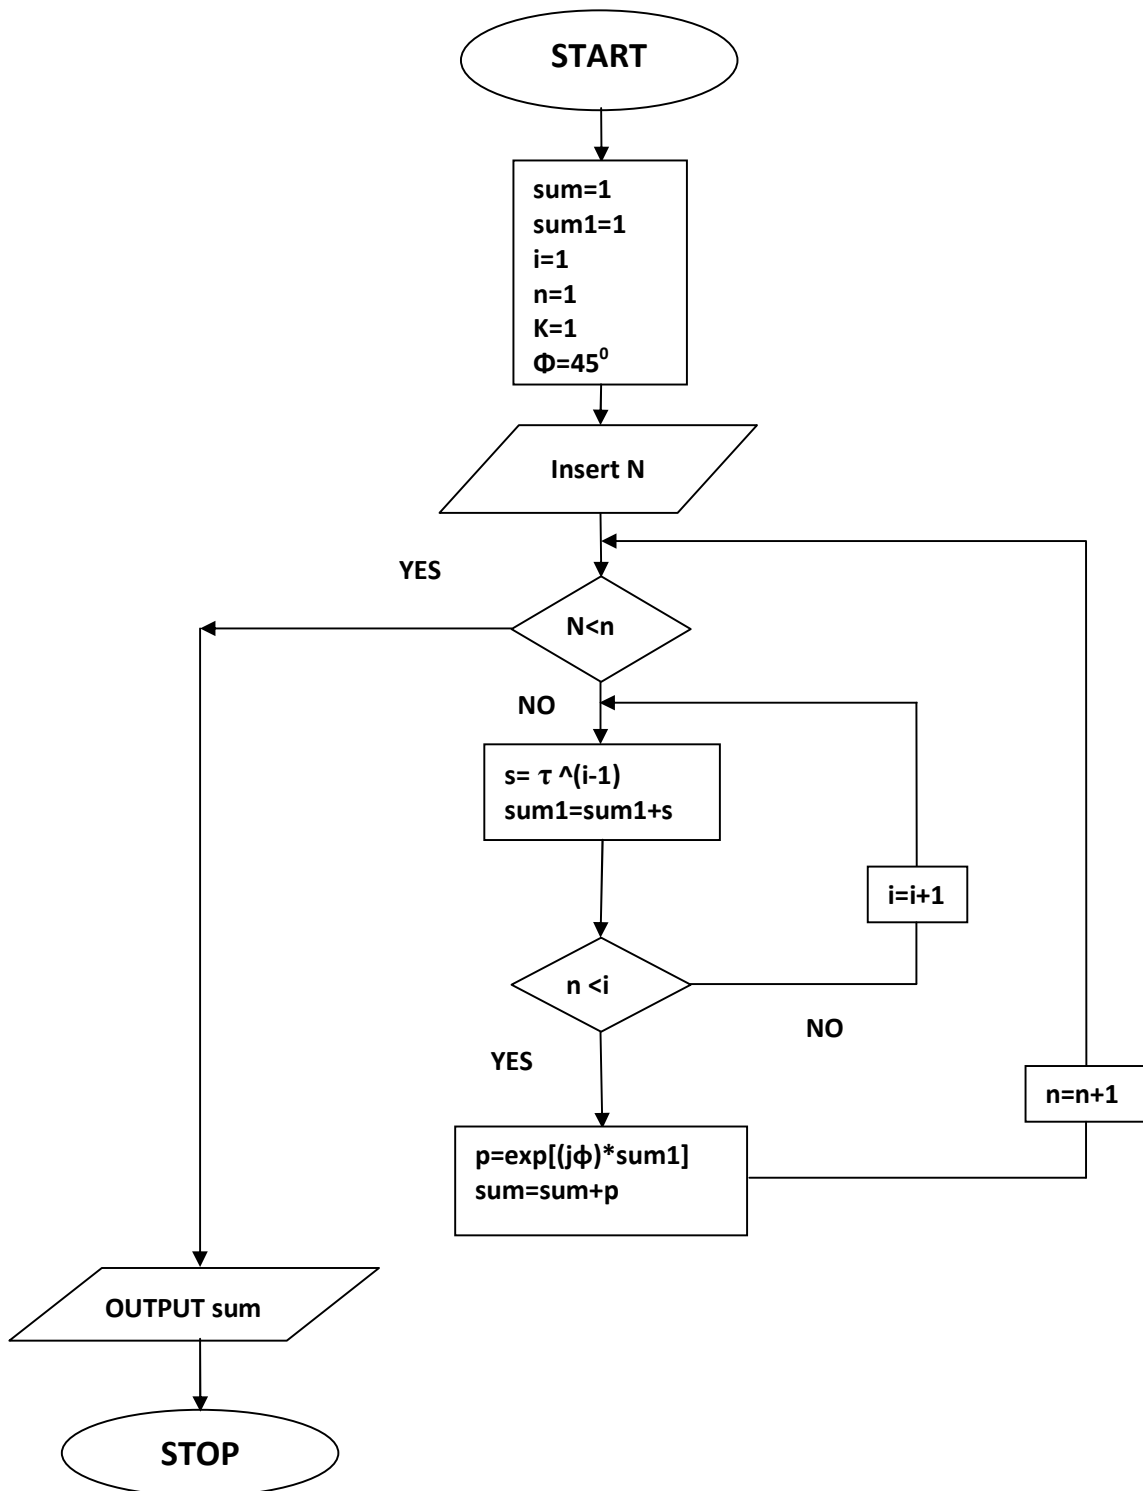 START
sum=1
sum1=1
i=1
n=1
K=1
Φ=45⁰
Insert N
YES
N<n
NO
s= τ ^(i-1)
sum1=sum1+s
i=i+1
n <i
NO
YES
n=n+1
p=exp[(jϕ)*sum1]
sum=sum+p
OUTPUT sum
STOP